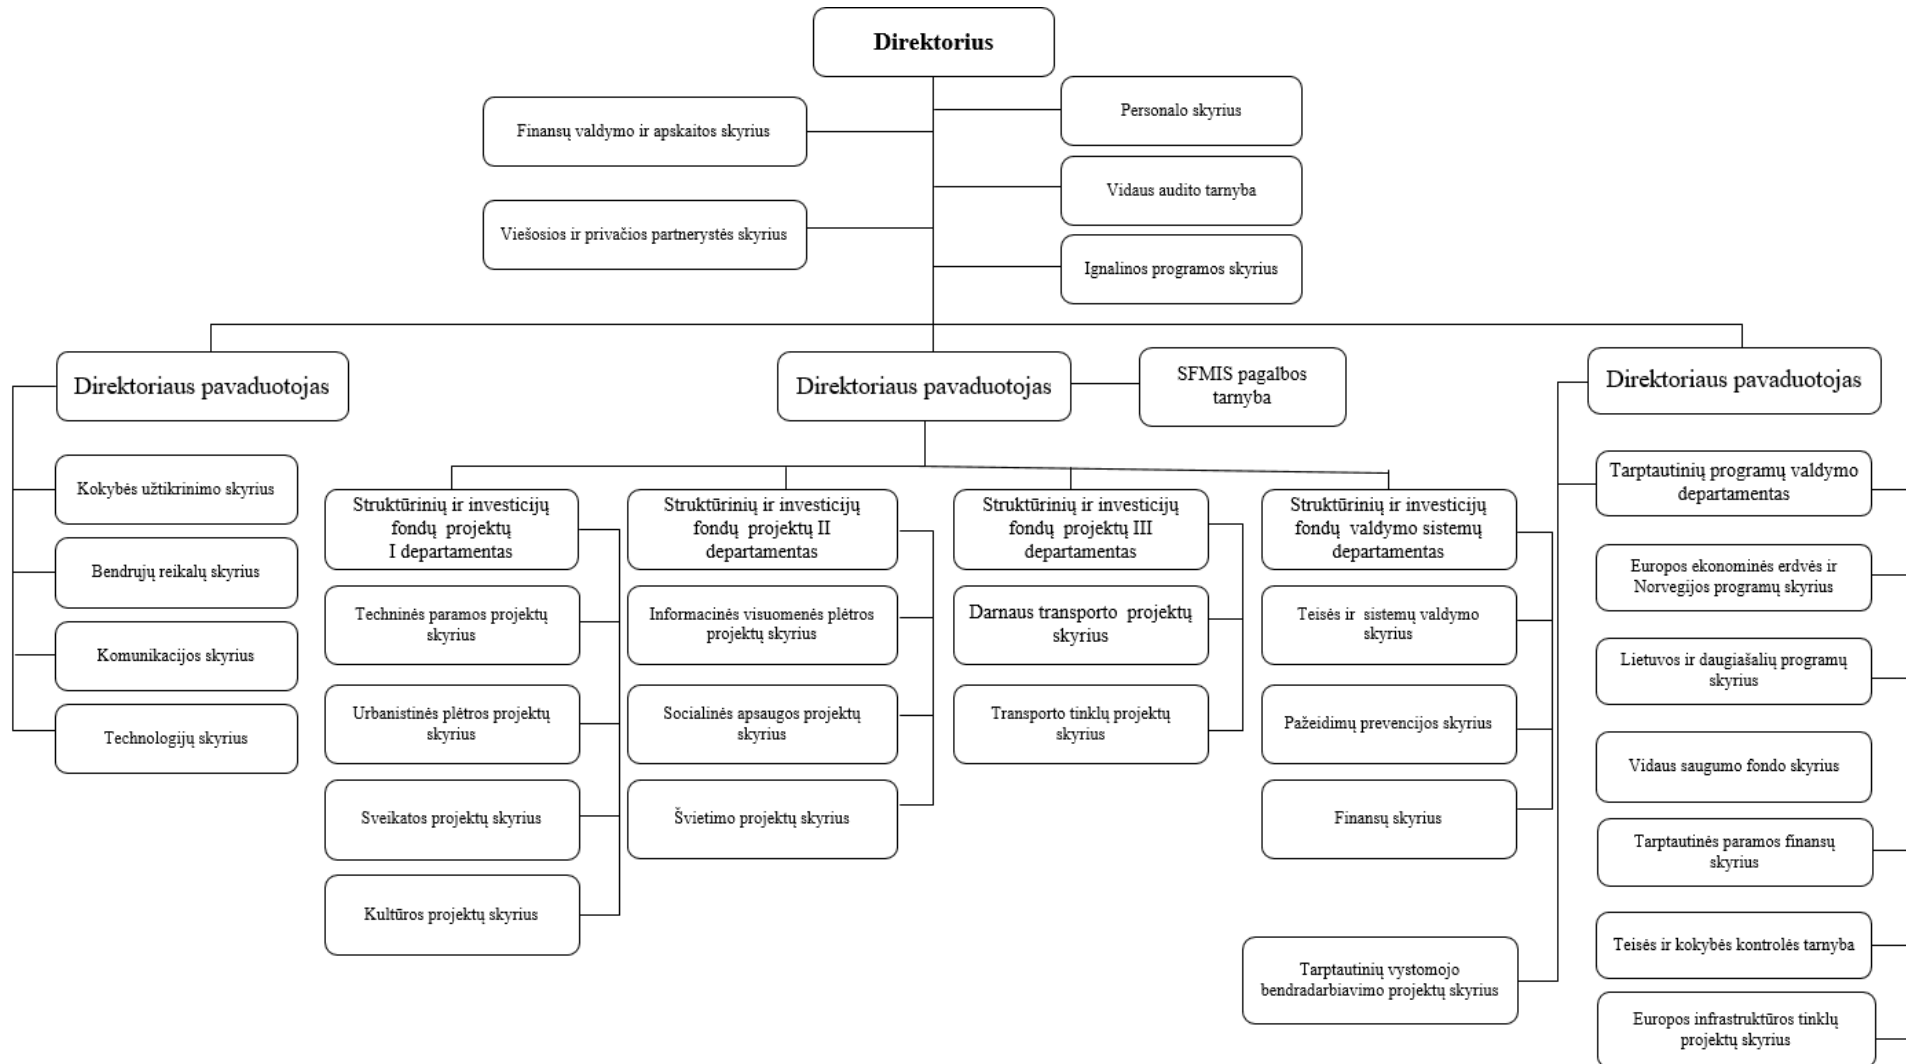 Direktorius
Finansų valdymo ir apskaitos skyrius
Viešosios ir privačios partnerystės skyrius
Personalo skyrius
Vidaus audito tarnyba
Ignalinos programos skyrius
Direktoriaus pavaduotojas
Kokybės užtikrinimo skyrius
Bendrųjų reikalų skyrius
Komunikacijos skyrius
Technologijų skyrius
Direktoriaus pavaduotojas
SFMIS pagalbos
tarnyba
Struktūrinių ir investicijų
fondų projektų
I departamentas
Techninės paramos projektų
skyrius
Urbanistinės plėtros projektų
skyrius
Sveikatos projektų skyrius
Kultūros projektų skyrius
Struktūrinių ir investicijų
fondų projektų II
departamentas
Informacinės visuomenės plėtros
projektų skyrius
Socialinės apsaugos projektų
skyrius
Švietimo projektų skyrius
Struktūrinių ir investicijų
fondų projektų III
departamentas
Darnaus transporto projektų
skyrius
Transporto tinklų projektų
skyrius
Struktūrinių ir investicijų
fondų valdymo sistemų
departamentas
Teisės ir sistemų valdymo
skyrius
Pažeidimų prevencijos skyrius
Finansų skyrius
Direktoriaus pavaduotojas
Tarptautinių programų valdymo
departamentas
Europos ekonominės erdvės ir
Norvegijos programų skyrius
Lietuvos ir daugiašalių programų
skyrius
Vidaus saugumo fondo skyrius
Tarptautinės paramos finansų
skyrius
Teisės ir kokybės kontrolės tarnyba
Europos infrastruktūros tinklų
projektų skyrius
Tarptautinių vystomojo
bendradarbiavimo projektų skyrius